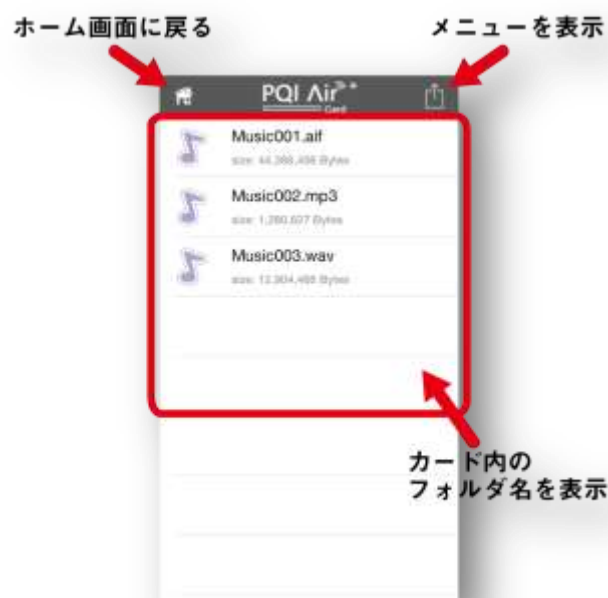 ホーム画面に戻る
メニューを表示
PQI Air
Card
Music001.aif
Music002.mp3
Music003.wav
カード内の
フォルダ名を表示